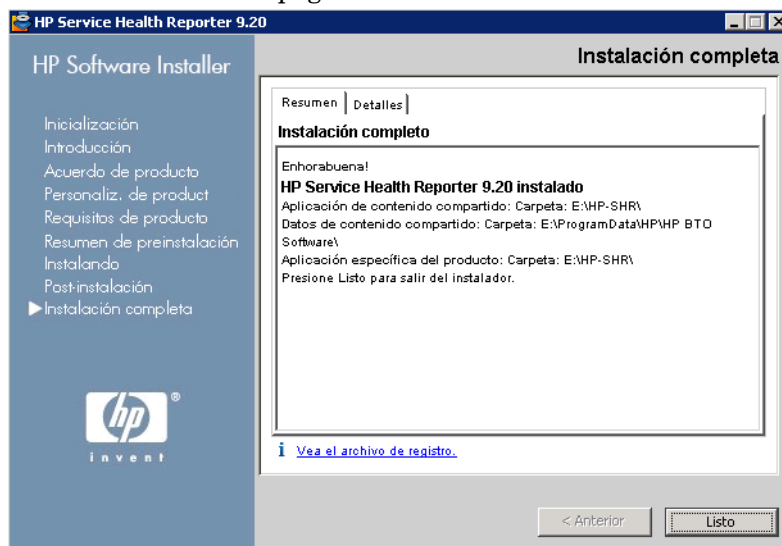 HP Service Health Reporter 9.20
HP Software Installer
Instalación completa
Inicialización
Introducción
Acuerdo de producto
Personaliz. de product
Requisitos de producto
Resumen de preinstalación
Instalando
Post-instalación
Instalación completa
hp
®
invent
Resumen
Detalles
Instalación completo
Enhorabuena!
HP Service Health Reporter 9.20 instalado
Aplicación de contenido compartido: Carpeta: E:\HP-SHR\
Datos de contenido compartido: Carpeta: E:\ProgramData\HP\HP BTO
Software\
Aplicación específica del producto: Carpeta: E:\HP-SHR\
Presione Listo para salir del instalador.
i Vea el archivo de registro.
< Anterior
Listo